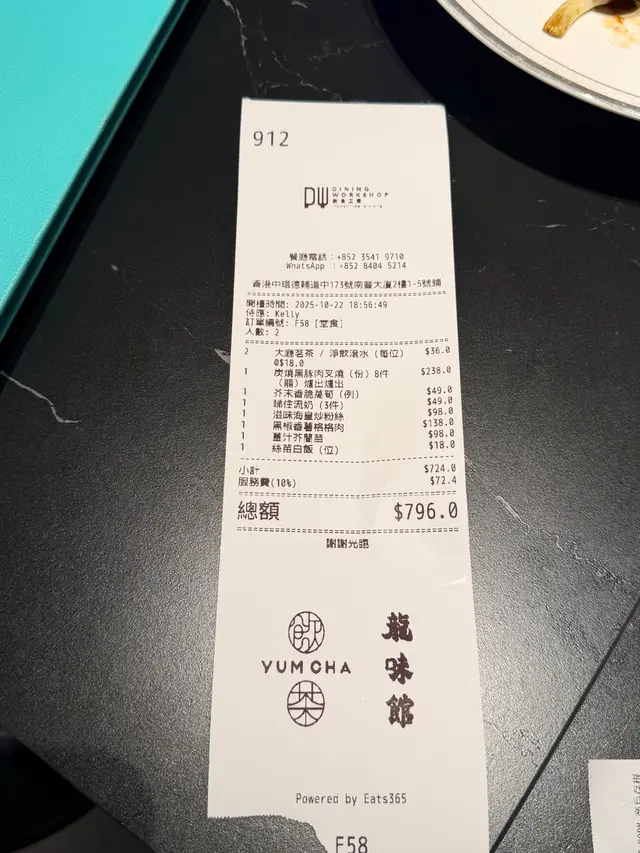 912
DW DINING
WORKSHOP
飲食工房
餐廳電話：+852 3541 9710
WhatsApp ：+852 8404 5214
香港中環德輔道中173號南豐大廈2樓1-5號舖
開檯時間: 2025-10-22 18:56:49
侍應: Kelly
訂單編號: F58 [堂食]
人數: 2
2 大廳茗茶 / 淨飲滾水（每位） $36.0
@$18.0
1 炭燒黑豚肉叉燒（份）8件 $238.0
（龍）爐出爐出
1 芥末香脆萵筍（例） $49.0
1 睇住流奶（3件） $49.0
1 滋味海皇炒粉絲 $98.0
1 黑椒香薯格格肉 $138.0
1 薑汁芥蘭苗 $98.0
1 絲苗白飯（位） $18.0
小計 $724.0
服務費(10%) $72.4
總額 $796.0
謝謝光臨
飲
YUM CHA
茶
龍味館
Powered by Eats365
F58